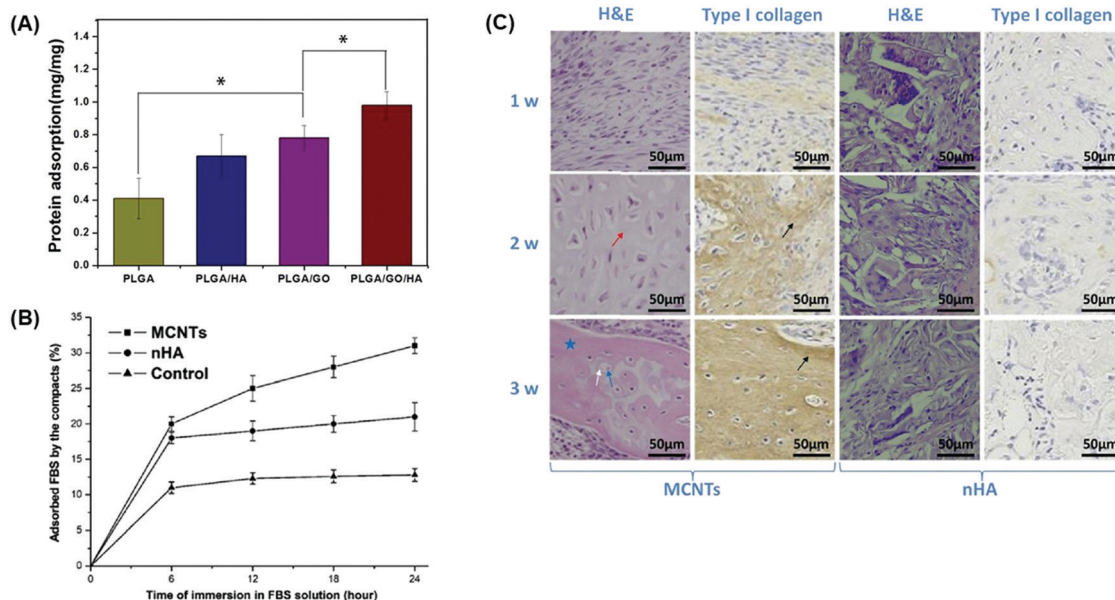 (A)
Protein adsorption(mg/mg)
1.4
1.2
1.0
0.8
0.6
0.4
0.2
0.0
*
*
PLGA PLGA/HA PLGA/GO PLGA/GO/HA
(B)
Adsorbed FBS by the compacts (%)
35
30
25
20
15
10
5
0
MCNTs
nHA
Control
0 6 12 18 24
Time of immersion in FBS solution (hour)
(C)
H&E Type I collagen H&E Type I collagen
1 w
50μm 50μm 50μm 50μm
2 w
50μm 50μm 50μm 50μm
3 w
50μm 50μm 50μm 50μm
MCNTs nHA